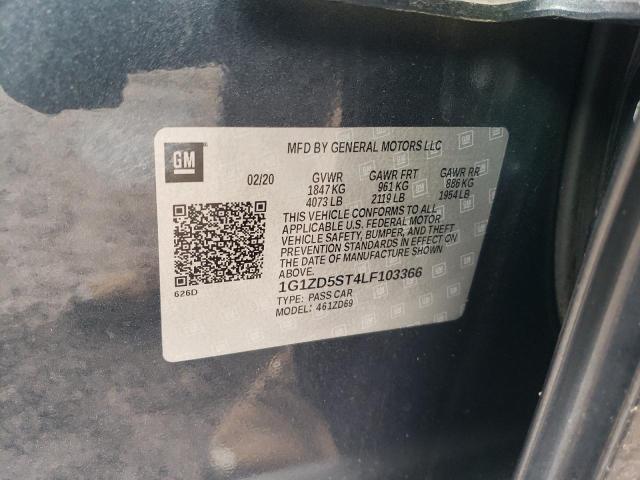 GM
MFD BY GENERAL MOTORS LLC
02/20 GVWR GAWR FRT GAWR RR
1847 KG 961 KG 886 KG
4073 LB 2119 LB 1954 LB
THIS VEHICLE CONFORMS TO ALL
APPLICABLE U.S. FEDERAL MOTOR
VEHICLE SAFETY, BUMPER, AND THEFT
PREVENTION STANDARDS IN EFFECT ON
THE DATE OF MANUFACTURE SHOWN
ABOVE.
626D
1G1ZD5ST4LF103366
TYPE: PASS CAR
MODEL: 461ZD69